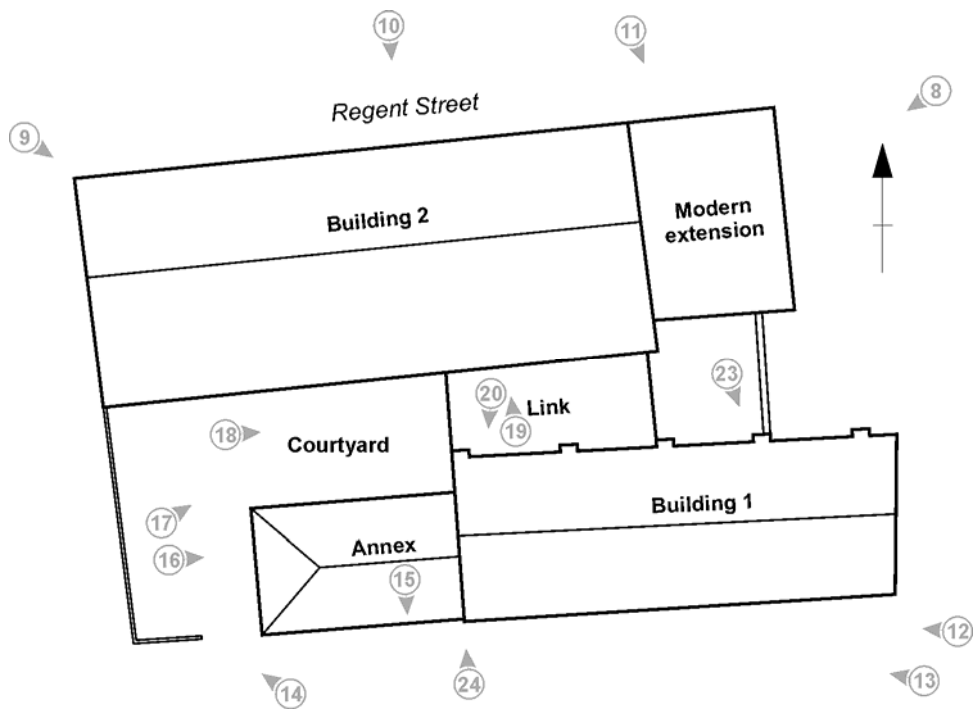 10
11
8
Regent Street
9
Modern
extension
Building 2
23
20
Link
19
18
Courtyard
Building 1
17
Annex
16
15
12
13
14
24